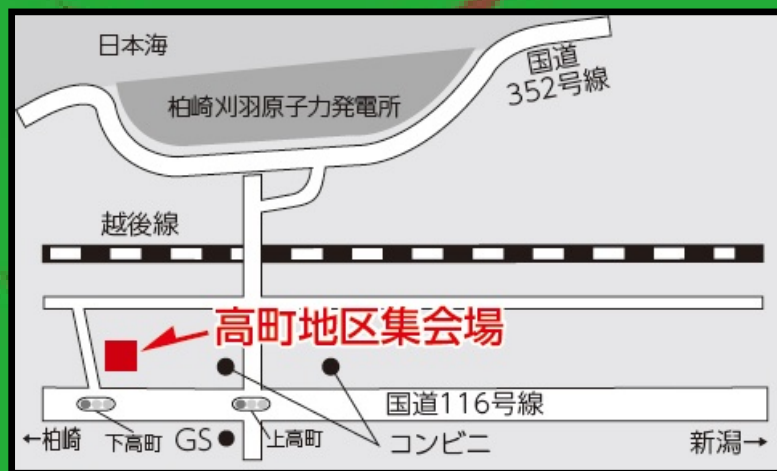 日本海
国道
352号線
柏崎刈羽原子力発電所
越後線
高町地区集会場
国道116号線
←柏崎
下高町
GS
上高町
コンビニ
新潟→